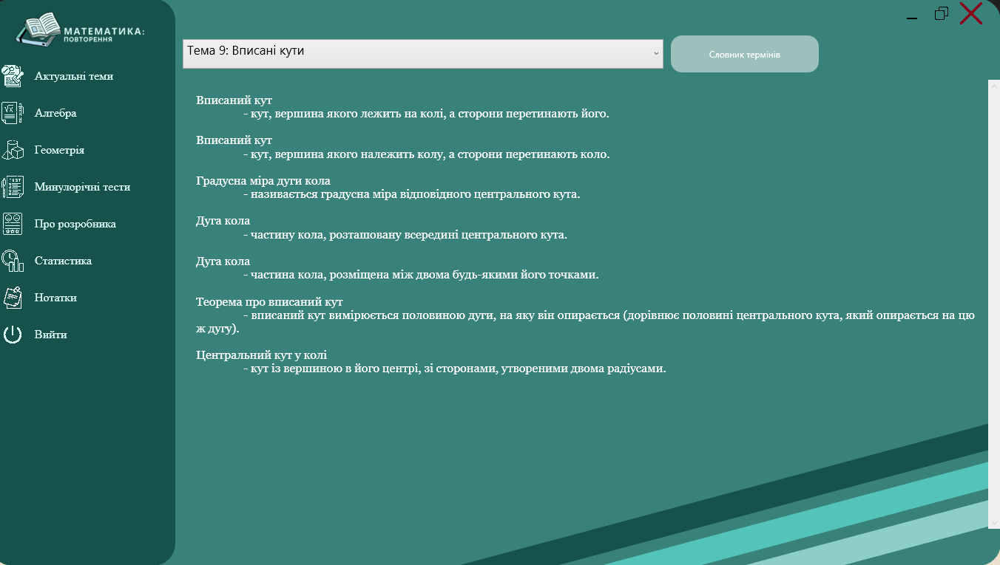 МАТЕМАТИКА:
ПОВТОРЕННЯ
Актуальні теми
Алгебра
Геометрія
Минулорічні тести
Про розробника
Статистика
Нотатки
Вийти
Тема 9: Вписані кути
Словник термінів
Вписаний кут
- кут, вершина якого лежить на колі, а сторони перетинають його.
Вписаний кут
- кут, вершина якого належить колу, а сторони перетинають коло.
Градусна міра дуги кола
- називається градусна міра відповідного центрального кута.
Дуга кола
- частину кола, розташовану всередині центрального кута.
Дуга кола
- частина кола, розміщена між двома будь-якими його точками.
Теорема про вписаний кут
- вписаний кут вимірюється половиною дуги, на яку він опирається (дорівнює половині центрального кута, який опирається на цю
ж дугу).
Центральний кут у колі
- кут із вершиною в його центрі, зі сторонами, утвореними двома радіусами.